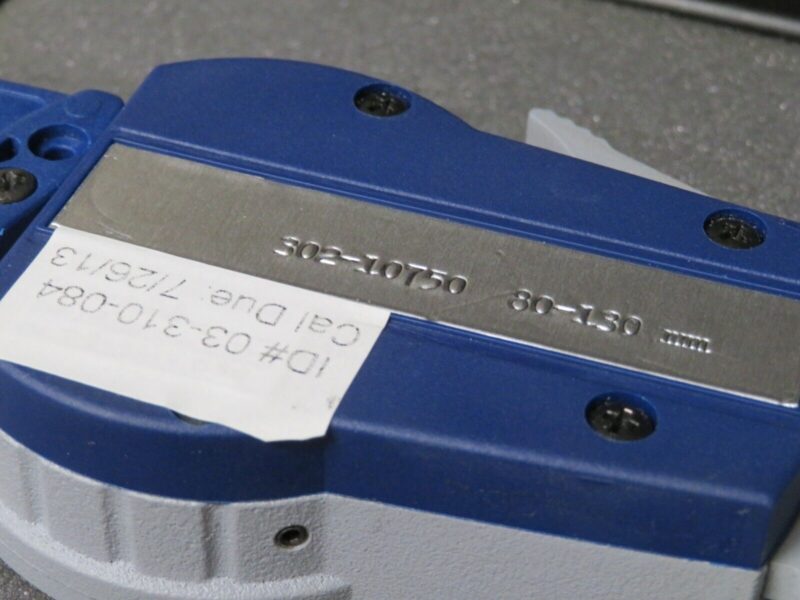 302-10750 80-130 mm
ID# 03-310-084
Cal Due: 7/26/13